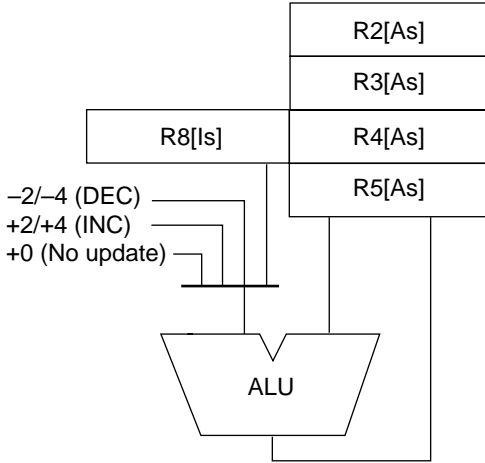 R2[As]
R3[As]
R8[Is]
R4[As]
R5[As]
–2/–4 (DEC)
+2/+4 (INC)
+0 (No update)
ALU